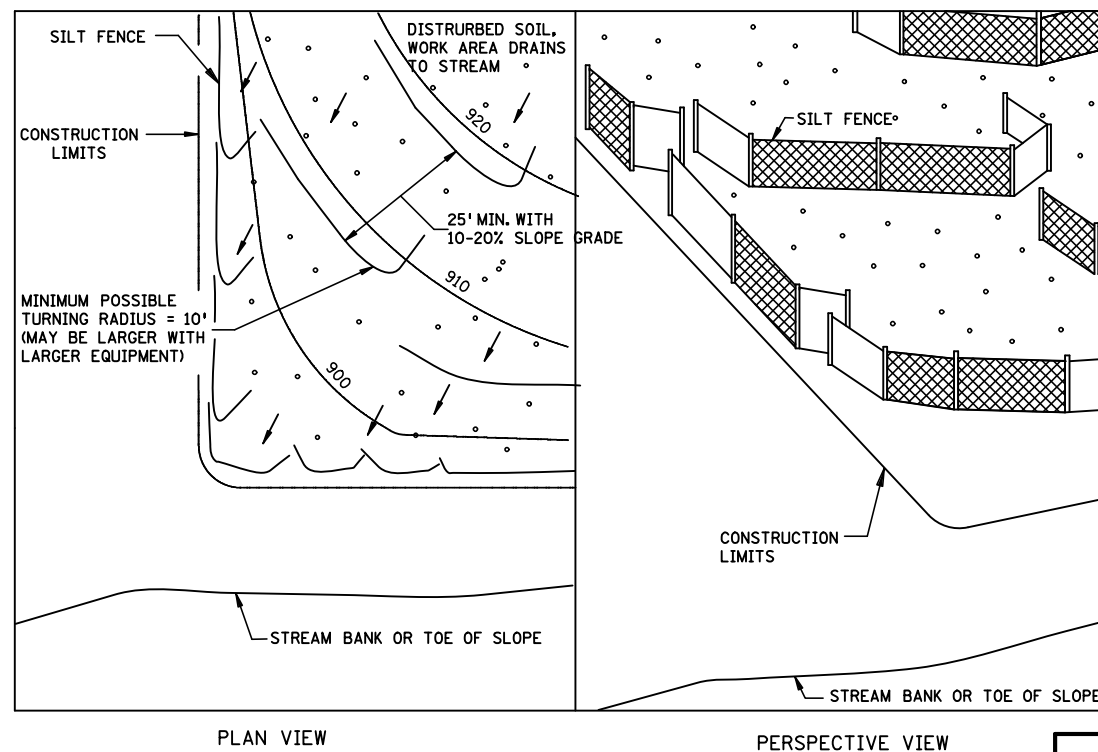 SILT FENCE
DISTRURBED SOIL,
WORK AREA DRAINS
TO STREAM
CONSTRUCTION
LIMITS
920
25' MIN. WITH
10-20% SLOPE GRADE
910
MINIMUM POSSIBLE
TURNING RADIUS = 10'
(MAY BE LARGER WITH
LARGER EQUIPMENT)
900
STREAM BANK OR TOE OF SLOPE
PLAN VIEW
SILT FENCE
CONSTRUCTION
LIMITS
STREAM BANK OR TOE OF SLOPE
PERSPECTIVE VIEW